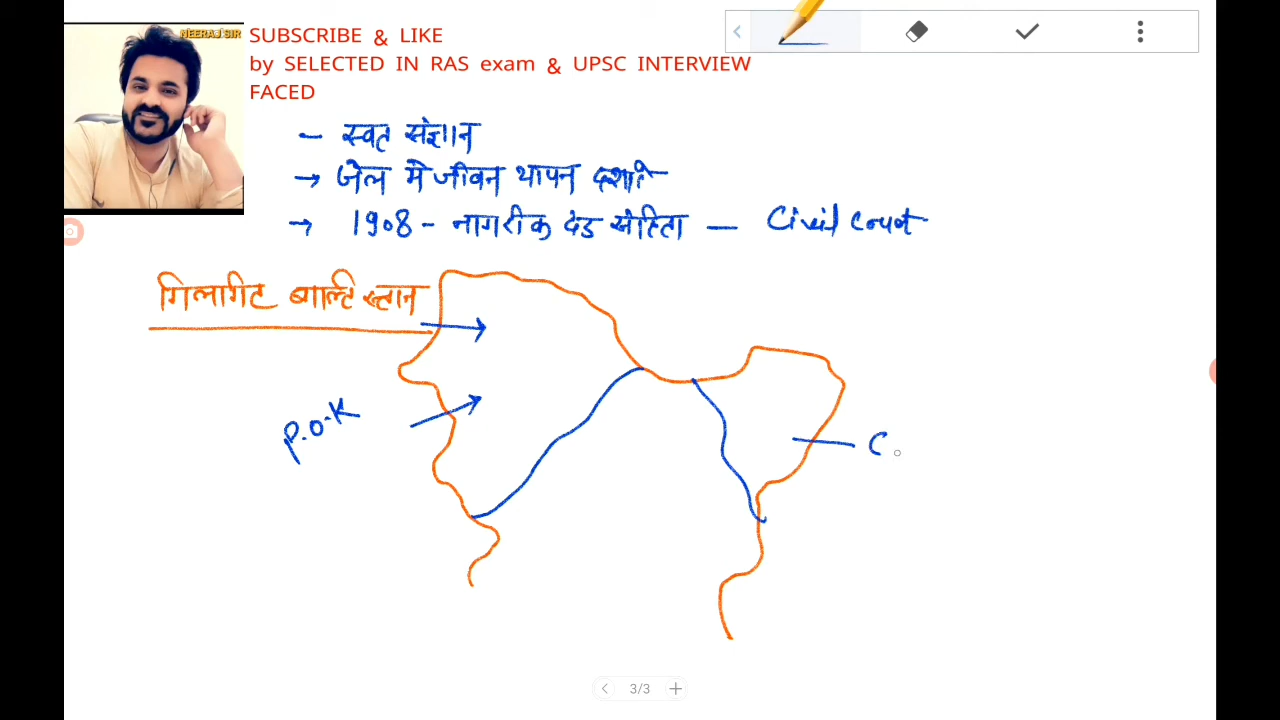 NEERAJ SIR
SUBSCRIBE & LIKE
by SELECTED IN RAS exam & UPSC INTERVIEW
FACED
- स्वत संज्ञान
→ जेल मे जीवन यापन
→ 1908 - नागरीक दंड संहिता - Civil Court
गिलगिट बाल्टिस्तान
P.O.K
C.
3/3